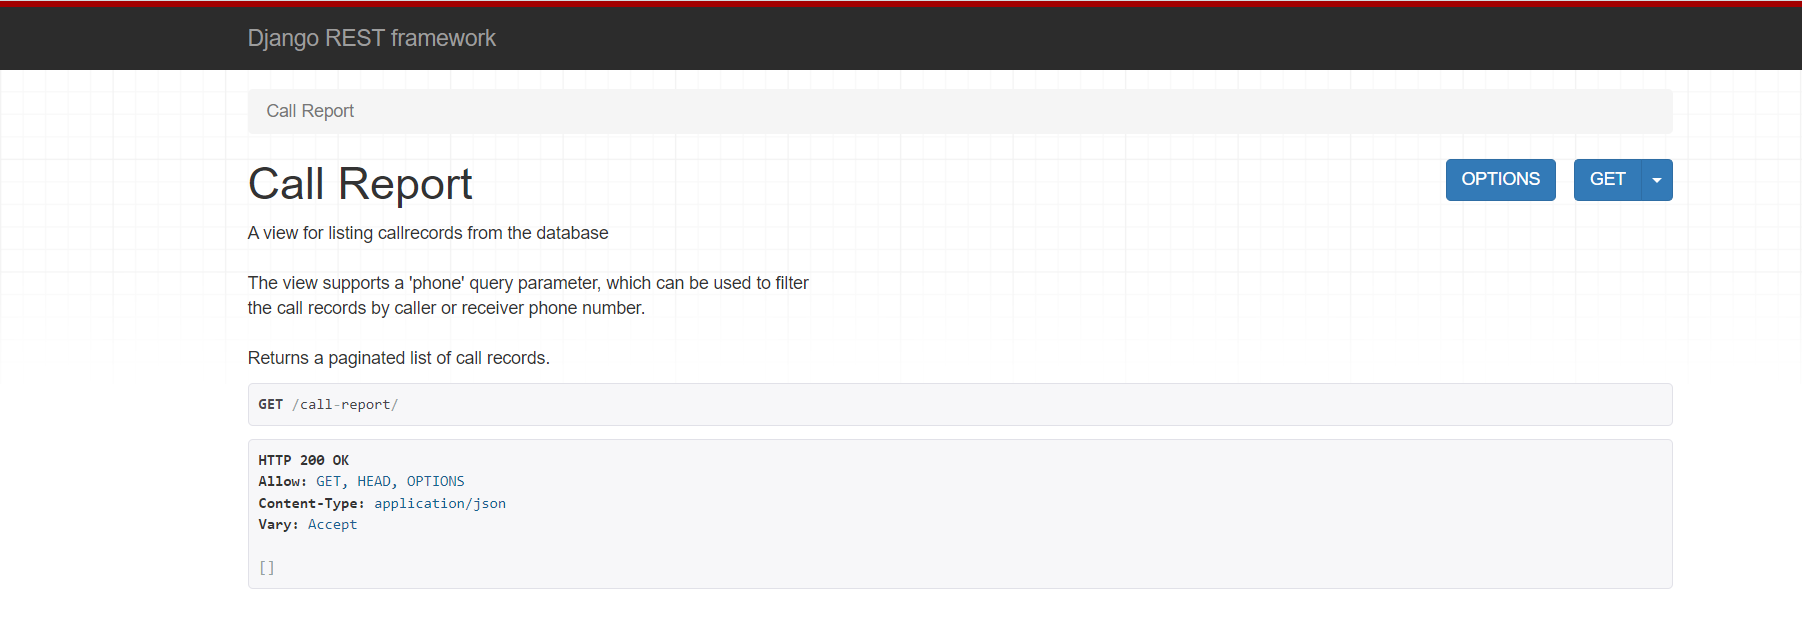 Django REST framework
Call Report
Call Report
OPTIONS
GET
A view for listing callrecords from the database
The view supports a 'phone' query parameter, which can be used to filter
the call records by caller or receiver phone number.
Returns a paginated list of call records.
GET /call-report/
HTTP 200 OK
Allow: GET, HEAD, OPTIONS
Content-Type: application/json
Vary: Accept
[]